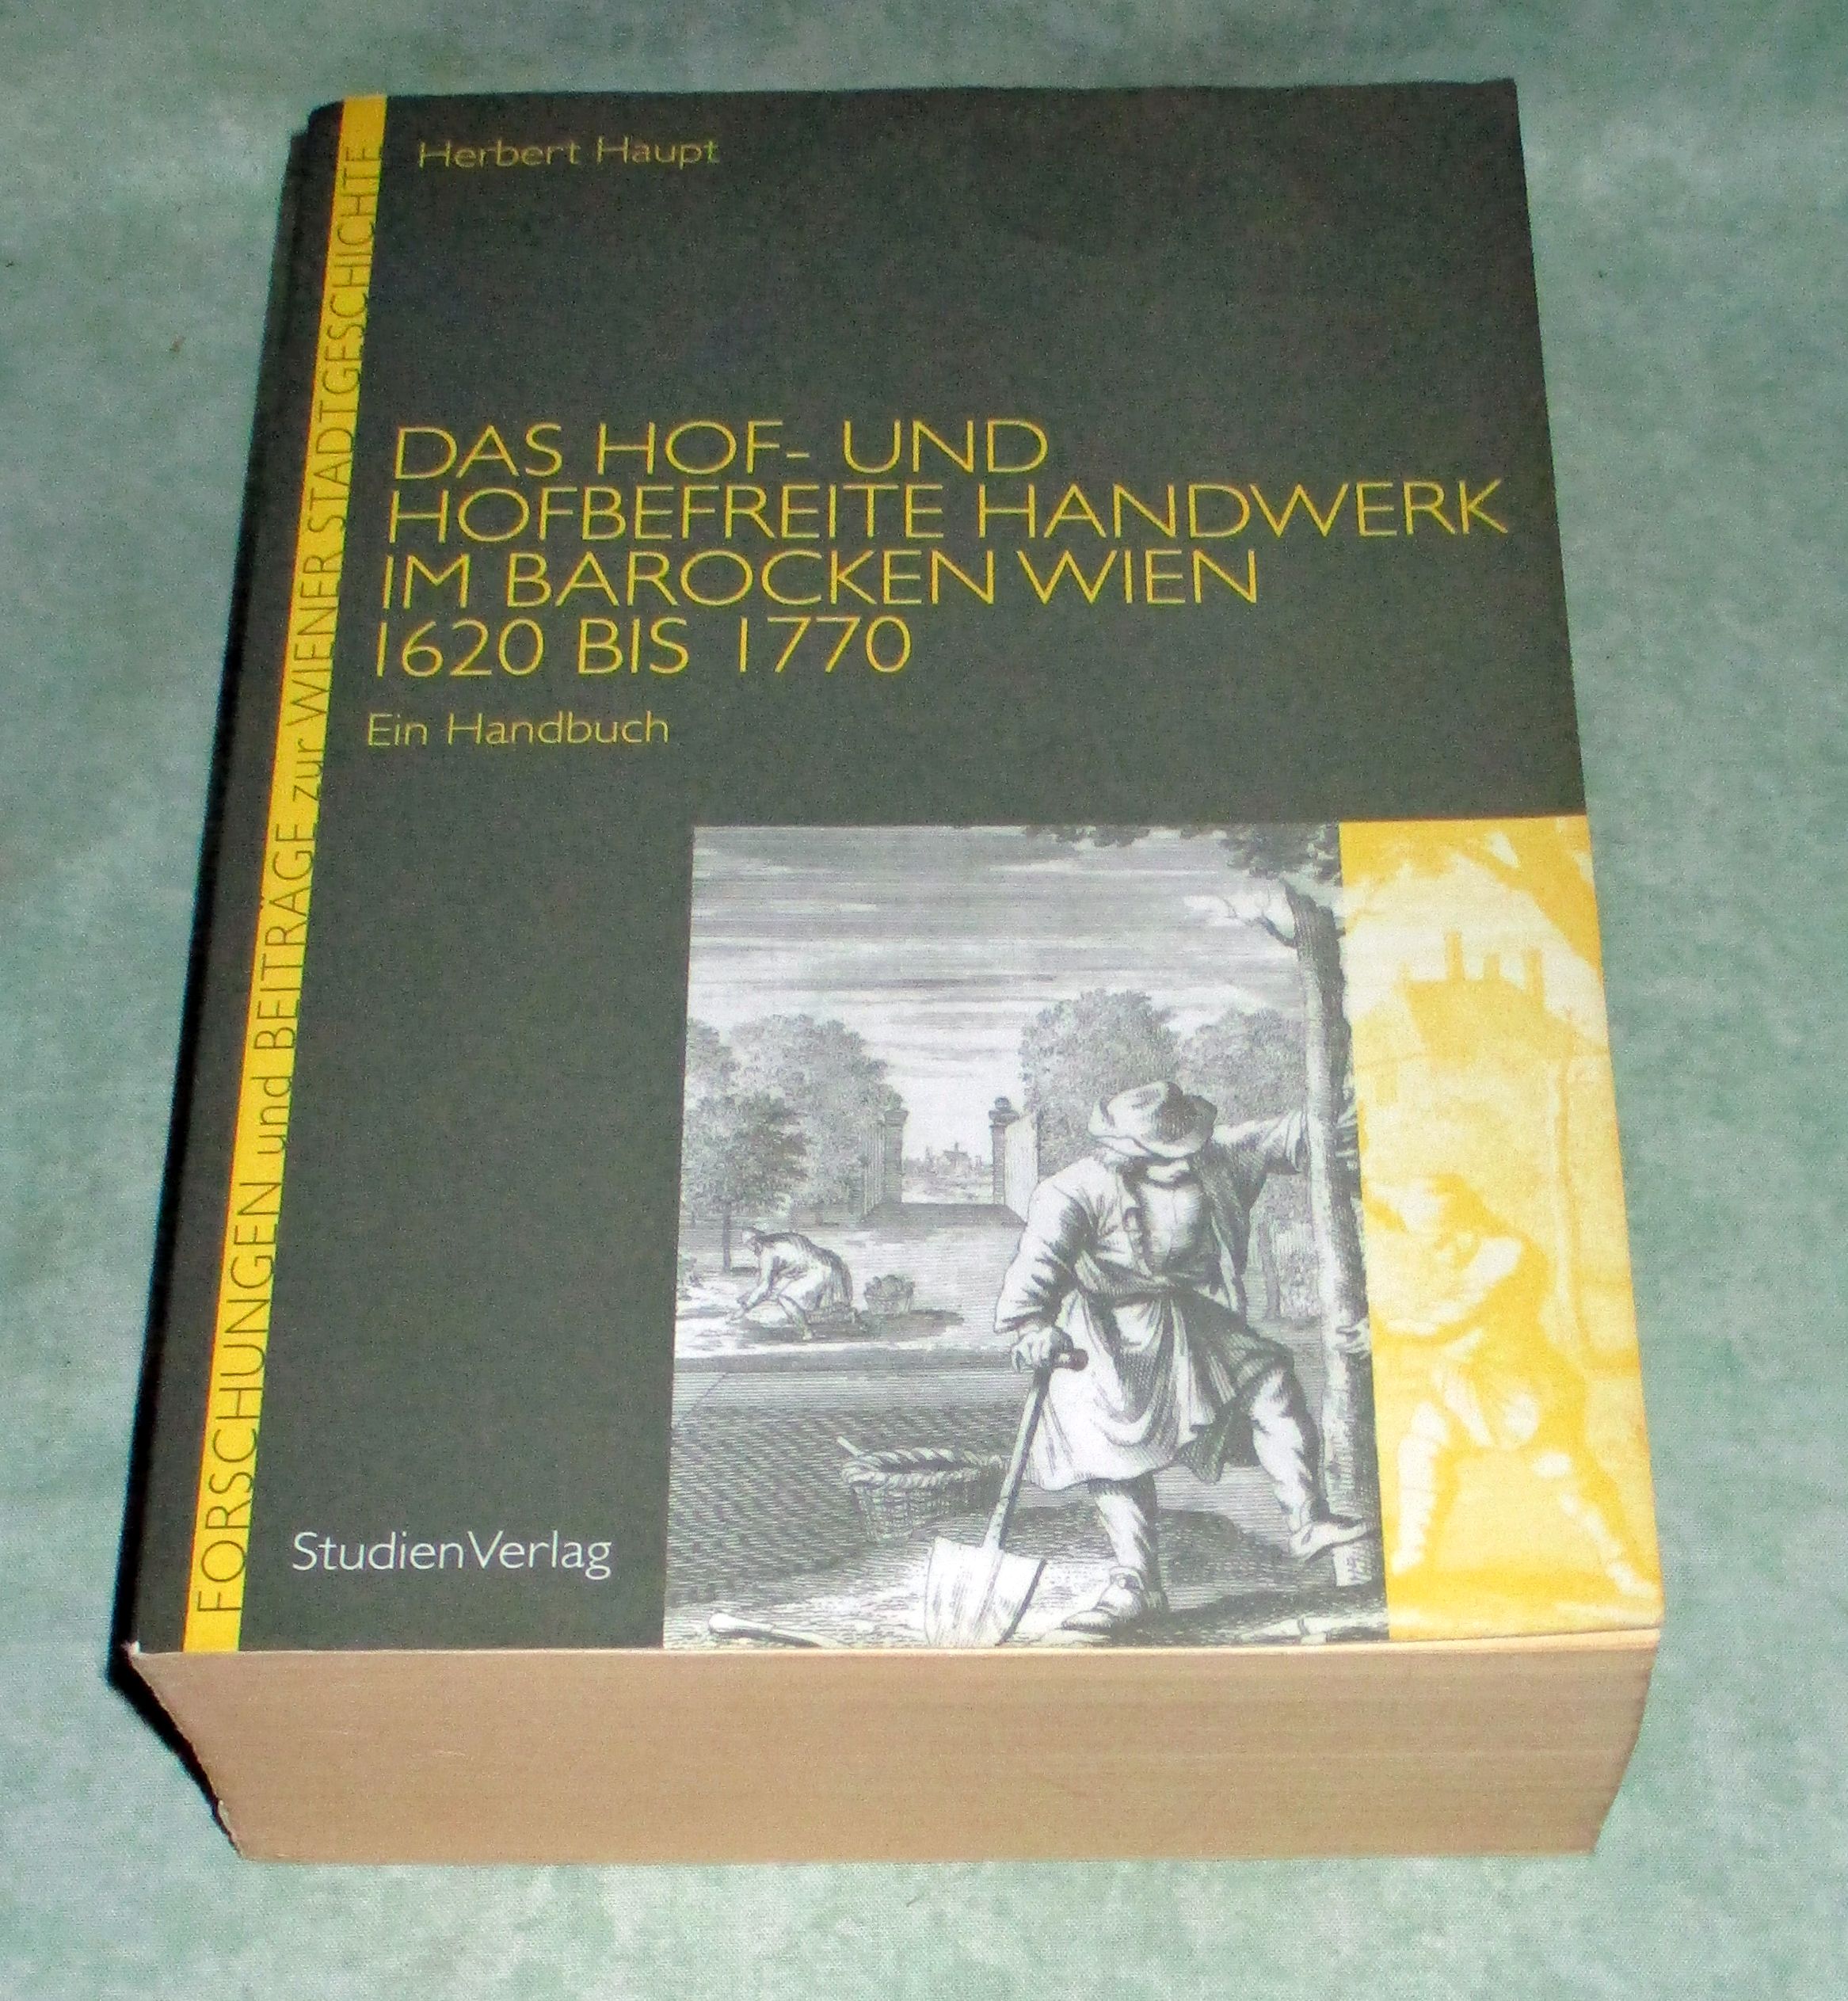 Herbert Haupt
DAS HOF- UND
HOFBEFREITE HANDWERK
IM BAROCKEN WIEN
1620 BIS 1770
Ein Handbuch
StudienVerlag
FORSCHUNGEN und BEITRÄGE zur WIENER STADTGESCHICHTE